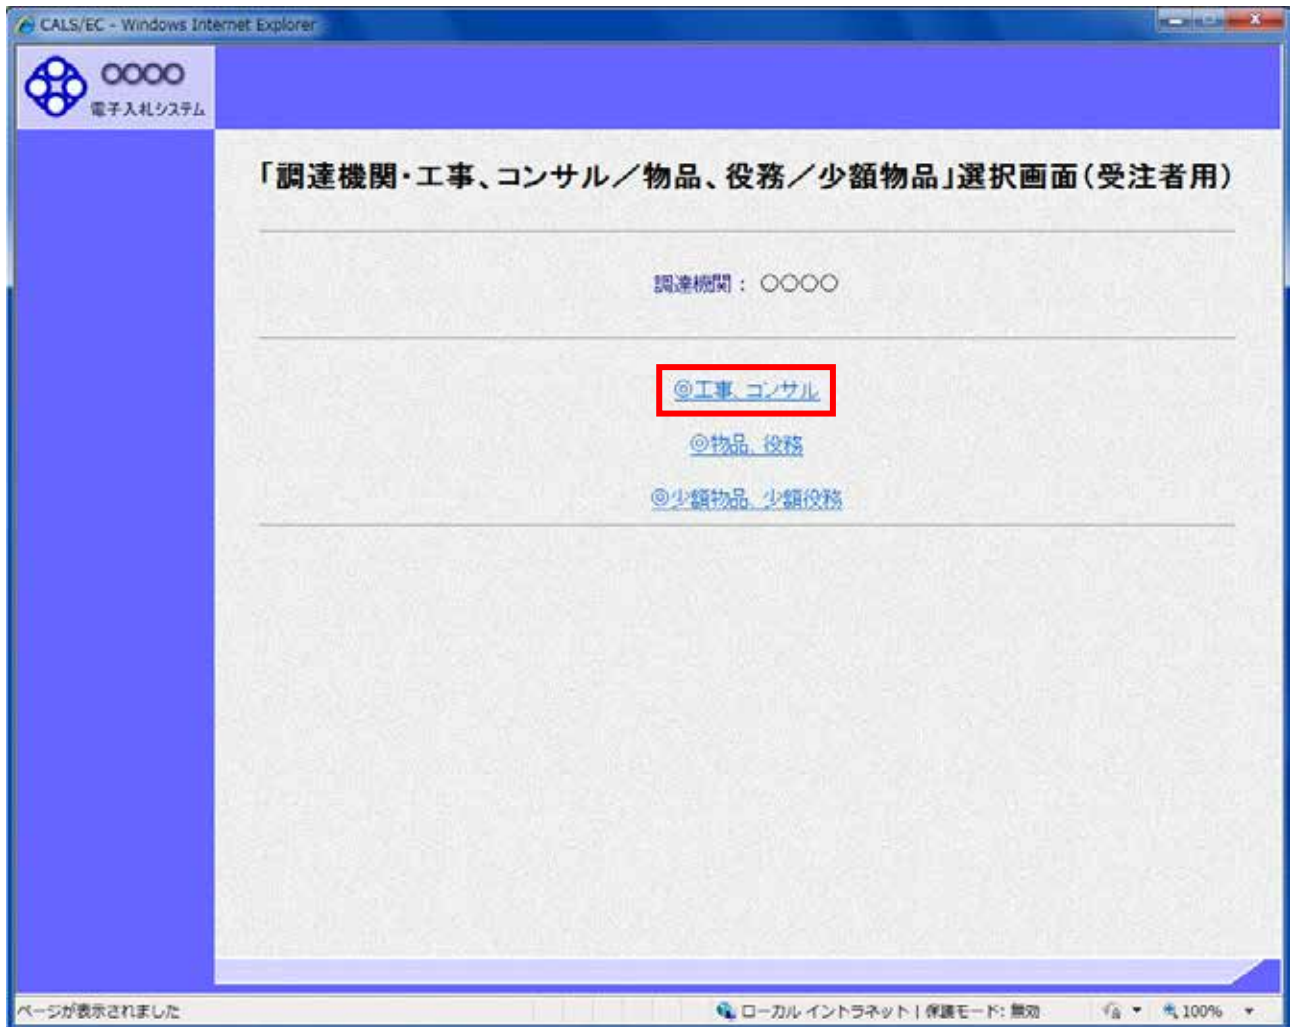 CALS/EC - Windows Internet Explorer
○○○○
電子入札システム
「調達機関・工事、コンサル／物品、役務／少額物品」選択画面(受注者用)
調達機関： ○○○○
◎工事、コンサル
◎物品、役務
◎少額物品、少額役務
ページが表示されました
ローカル イントラネット | 保護モード: 無効
100%